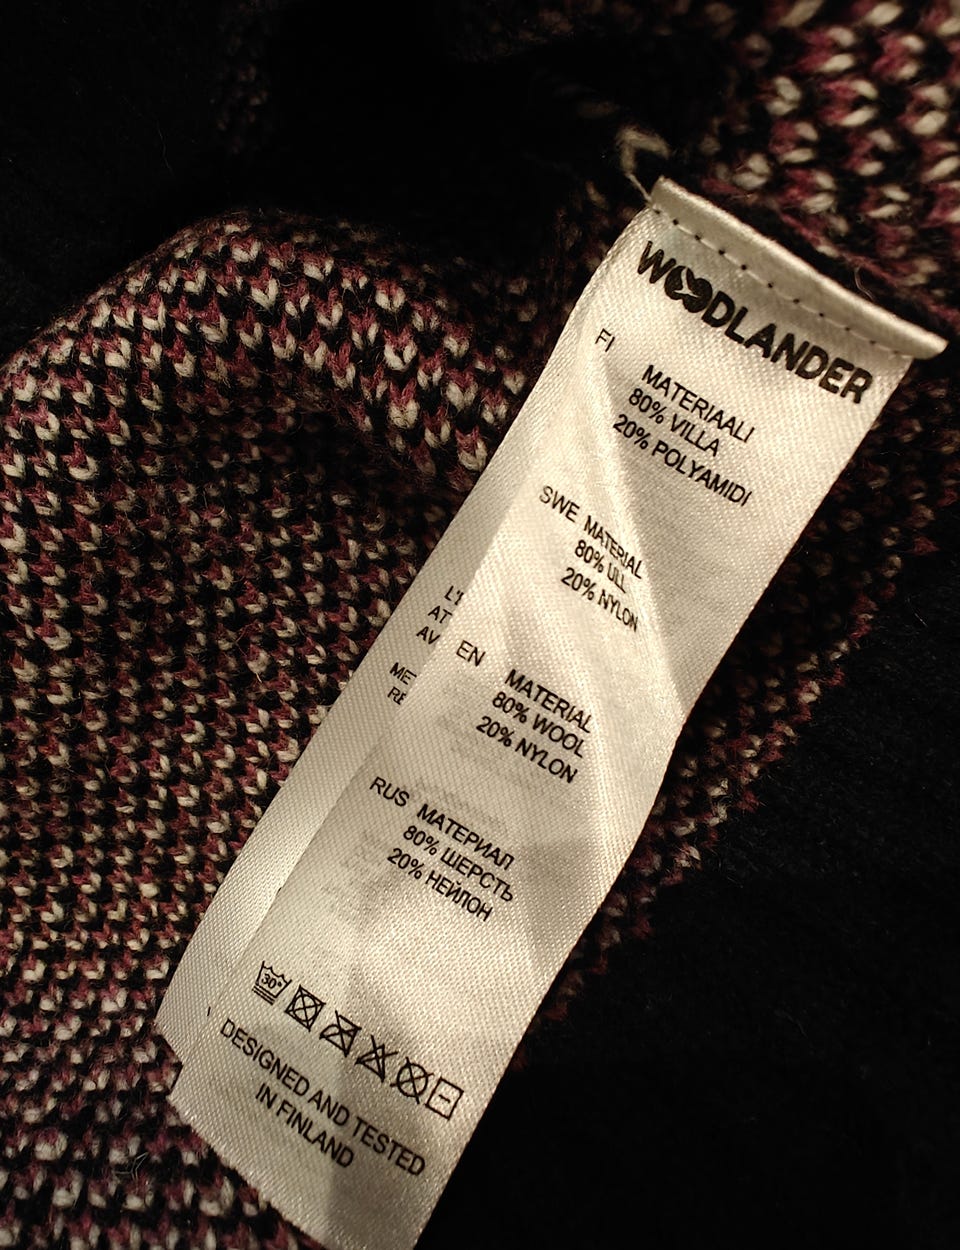 WOODLANDER
FI
MATERIAALI
80% VILLA
20% POLYAMIDI
SWE MATERIAL
80% ULL
20% NYLON
EN MATERIAL
80% WOOL
20% NYLON
RUS МАТЕРИАЛ
80% ШЕРСТЬ
20% НЕЙЛОН
30°
DESIGNED AND TESTED
IN FINLAND